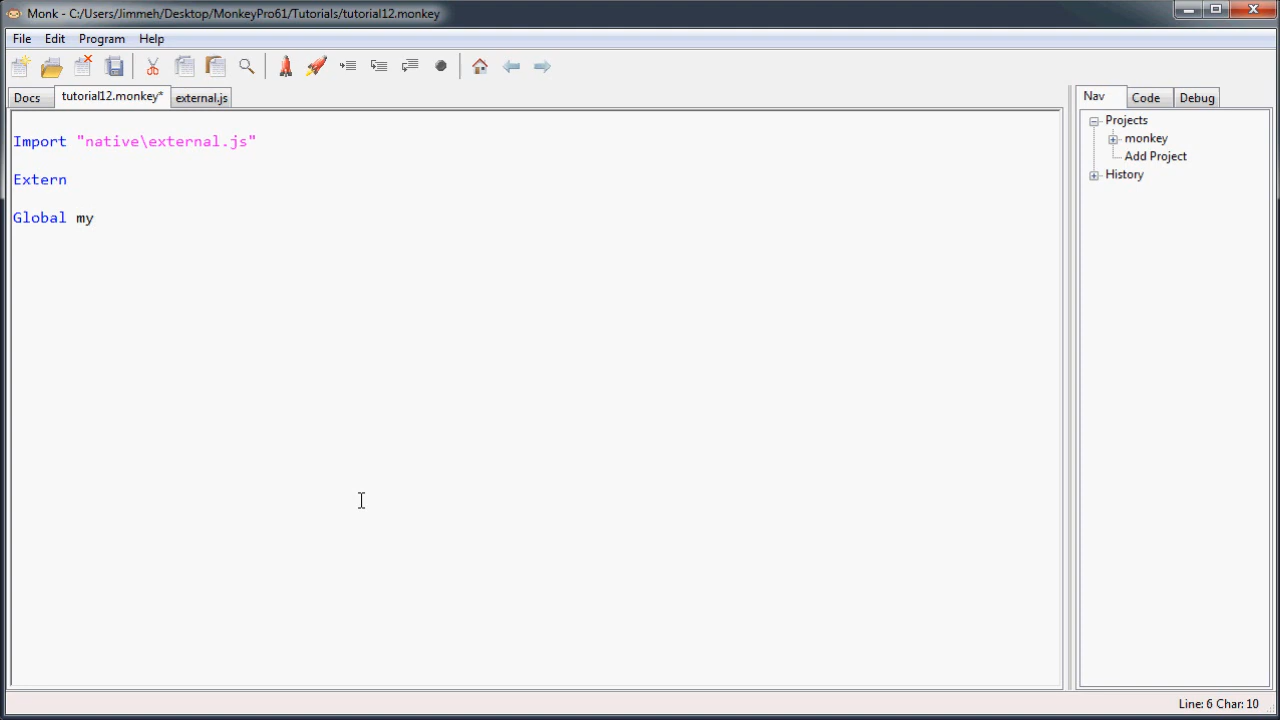 Monk - C:/Users/Jimmeh/Desktop/MonkeyPro61/Tutorials/tutorial12.monkey
File Edit Program Help
Docs tutorial12.monkey* external.js
Nav Code Debug
Import "native\external.js"
Extern
Global my
Projects
monkey
Add Project
History
Line: 6 Char: 10